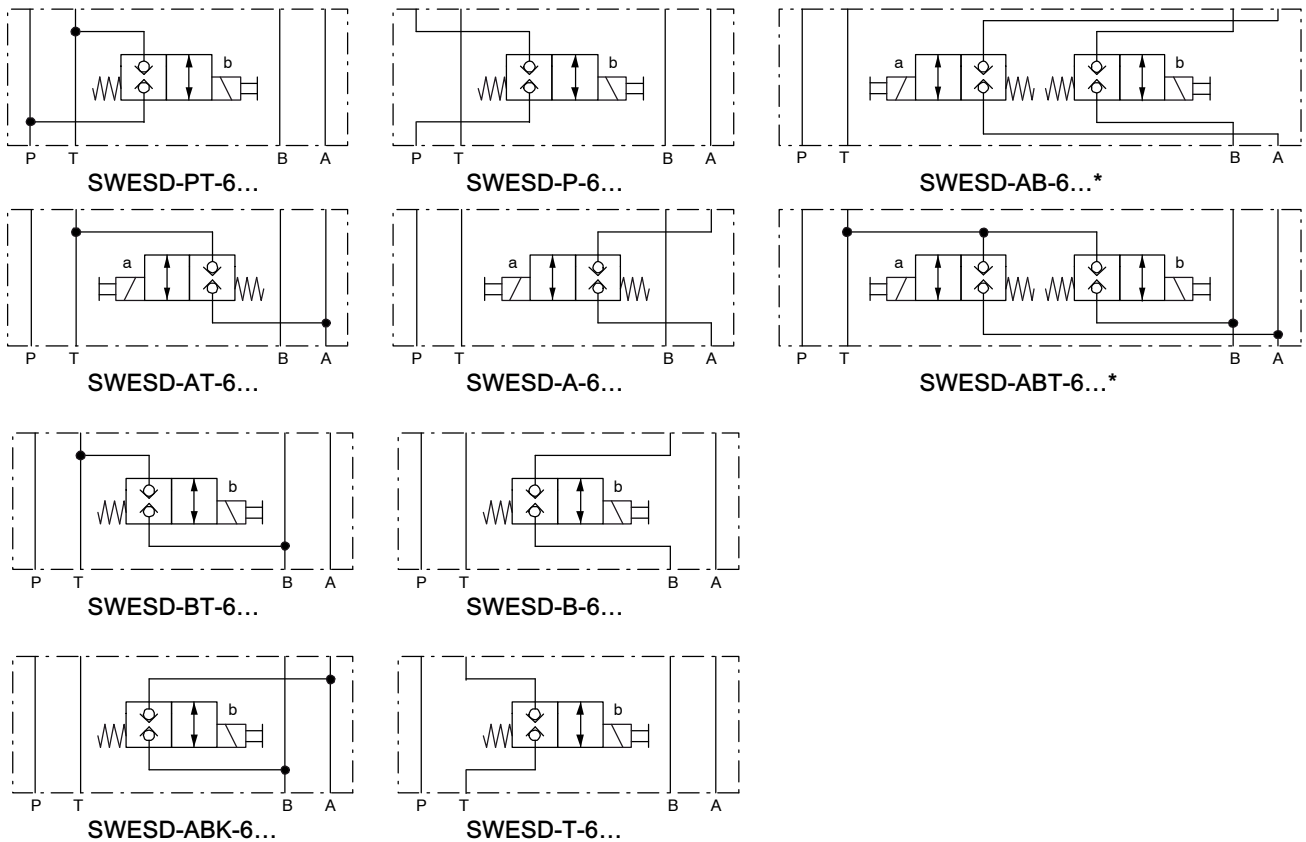 b
b
a b
P T B A
P T B A
P T B A
SWESD-PT-6...
SWESD-P-6...
SWESD-AB-6...*
a
a
a b
P T B A
P T B A
P T B A
SWESD-AT-6...
SWESD-A-6...
SWESD-ABT-6...*
b
b
P T B A
P T B A
SWESD-BT-6...
SWESD-B-6...
b
b
P T B A
P T B A
SWESD-ABK-6...
SWESD-T-6...